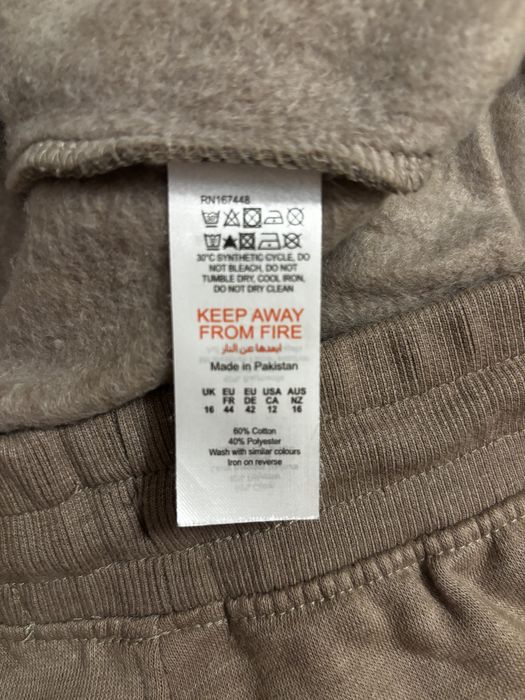 RN167448
30°C SYNTHETIC CYCLE, DO
NOT BLEACH, DO NOT
TUMBLE DRY, COOL IRON,
DO NOT DRY CLEAN
KEEP AWAY
FROM FIRE
ابعدها عن النار
Made in Pakistan
UK EU EU USA AUS
FR DE CA NZ
16 44 42 12 16
60% Cotton
40% Polyester
Wash with similar colours
Iron on reverse